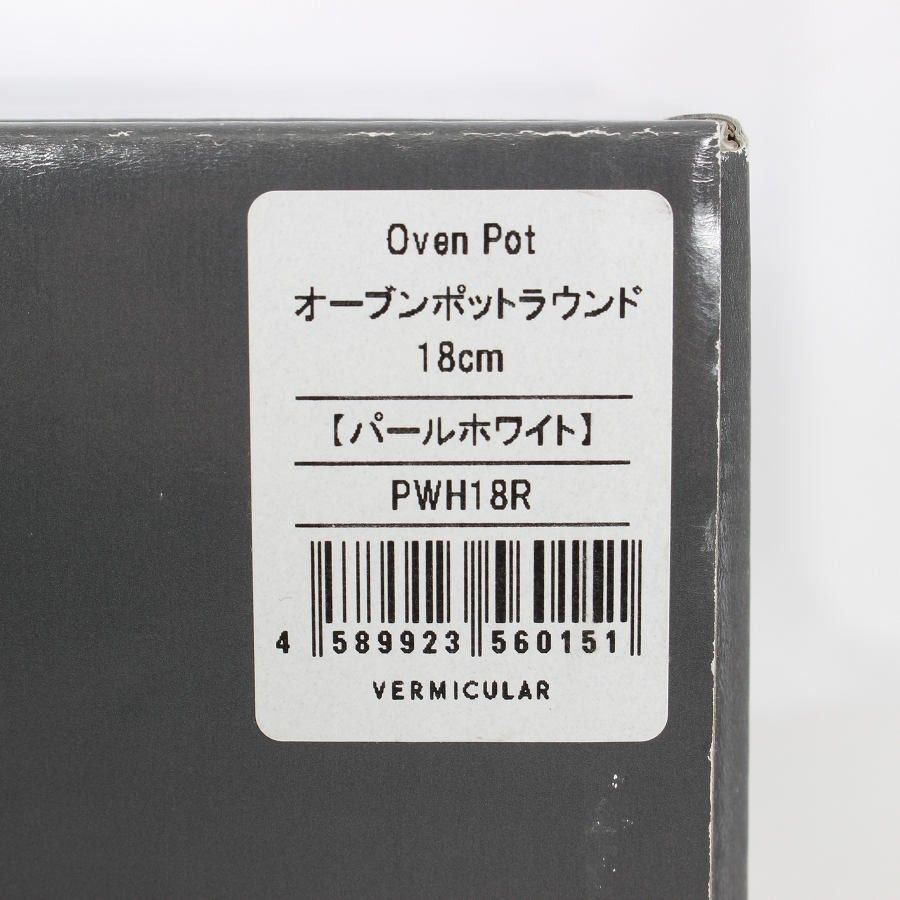 Oven Pot
オーブンポットラウンド
18cm
【パールホワイト】
PWH18R
4 589923 560151
VERMICULAR